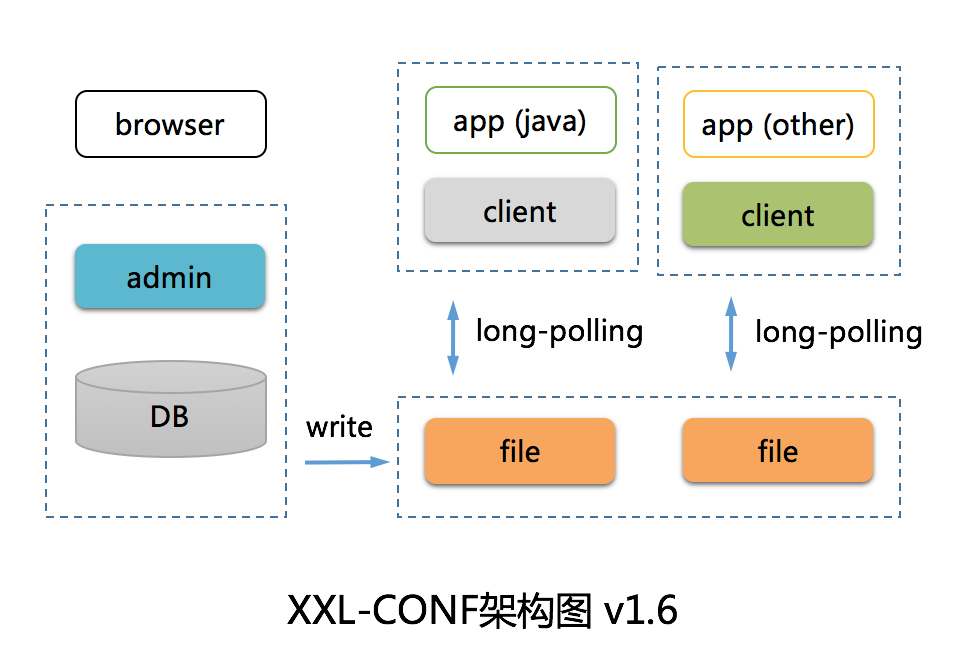 browser
admin
DB
write
app (java)
client
app (other)
client
long-polling
long-polling
file
file
XXL-CONF架构图 v1.6